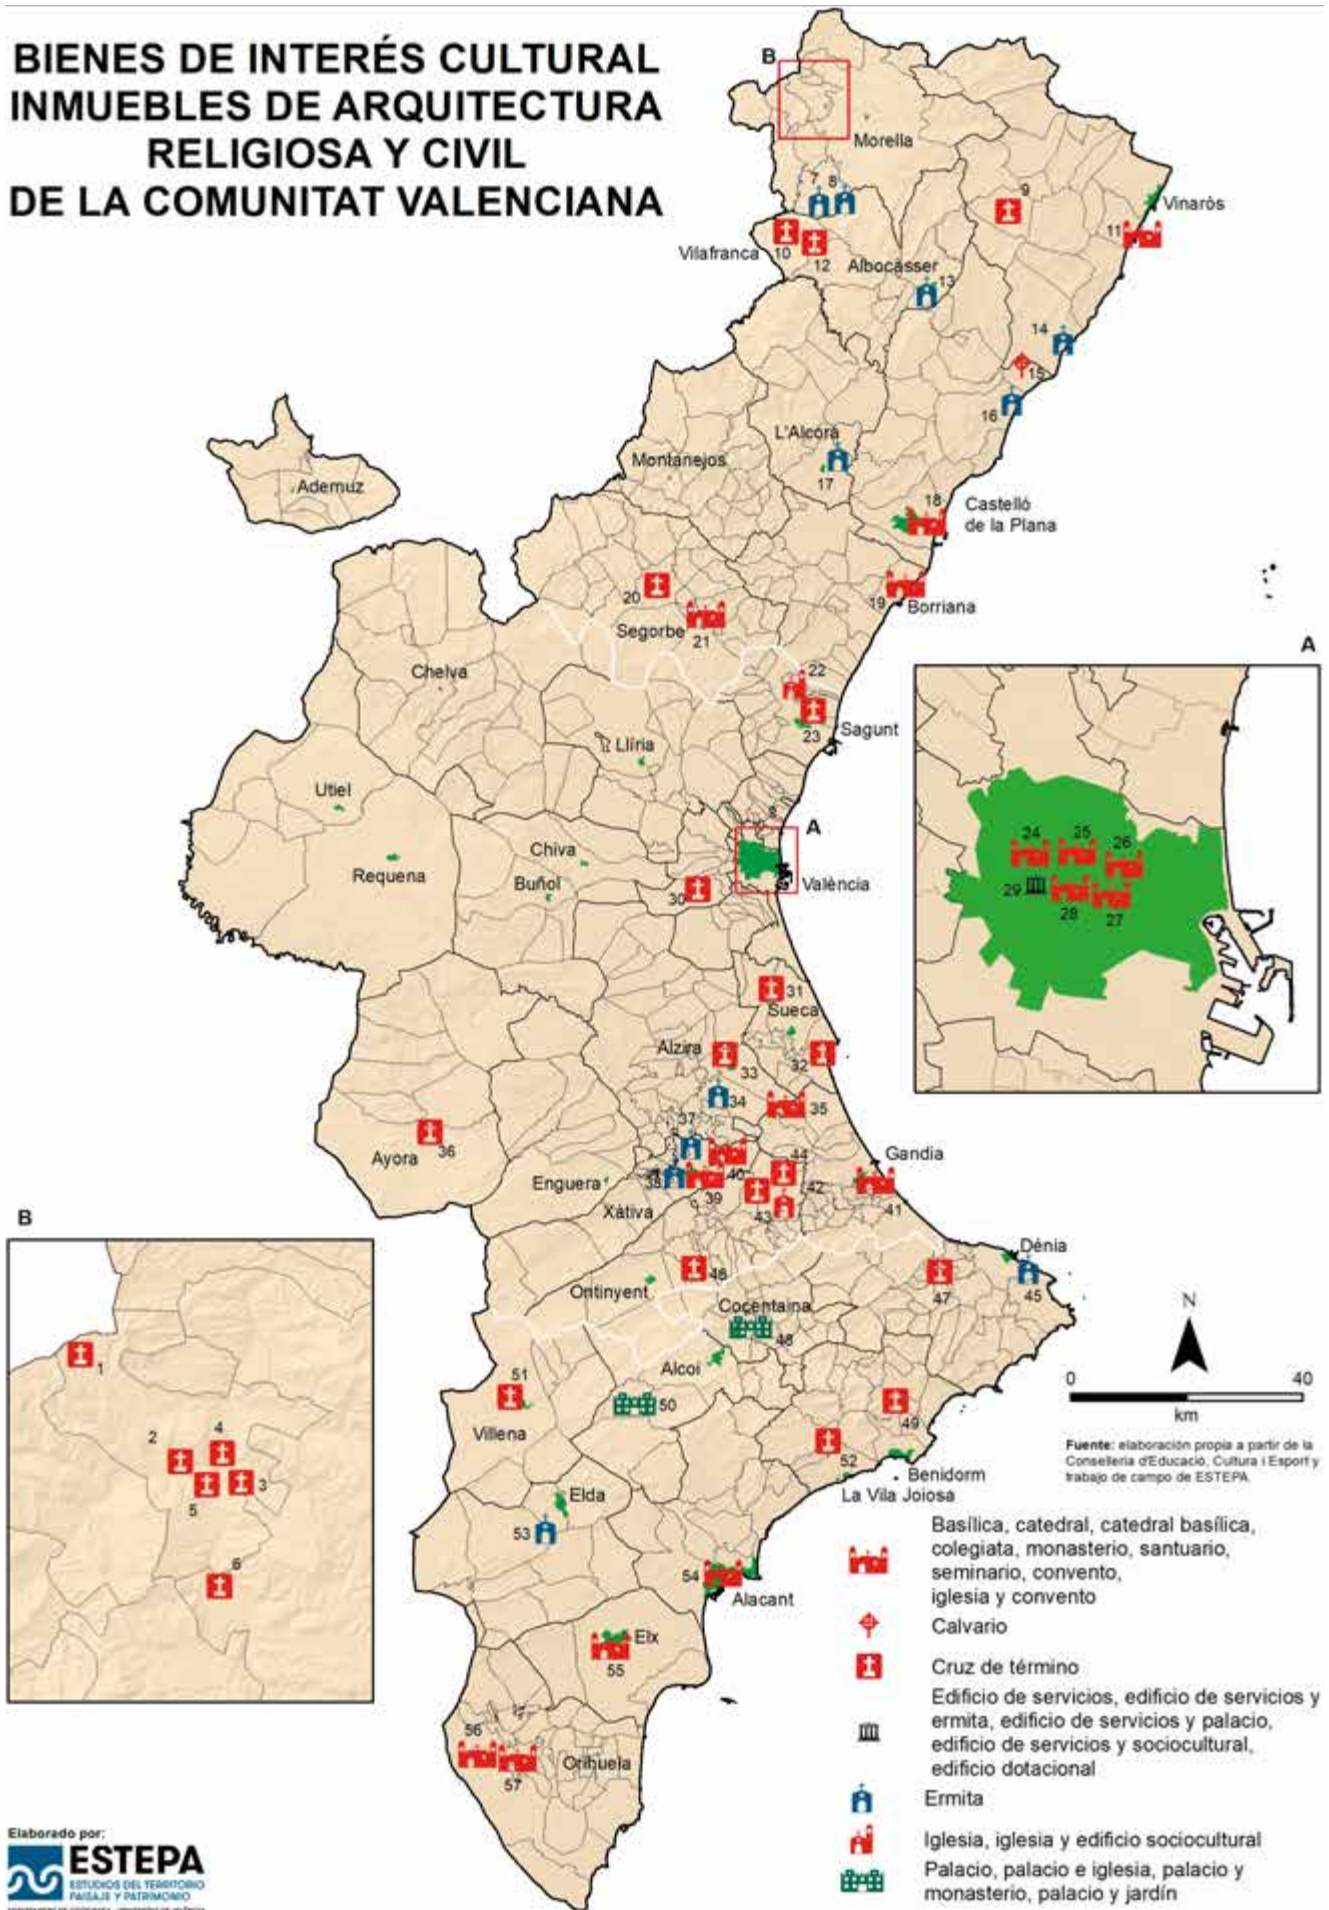 BIENES DE INTERÉS CULTURAL
INMUEBLES DE ARQUITECTURA
RELIGIOSA Y CIVIL
DE LA COMUNITAT VALENCIANA
B
Morella
7
8
9
Vinaròs
11
Vilafranca
10
12
Albocàsser
13
14
15
16
L'Alcora
17
Montanejos
Ademuz
18
Castelló
de la Plana
20
19
Borriana
Segorbe
21
A
Chelva
22
23
Sagunt
Llíria
Utiel
A
24
25
26
29
28
27
Chiva
Requena
Buñol
València
30
31
Sueca
Alzira
33
32
34
35
37
36
Ayora
Gandia
44
Enguera
38
40
42
39
Xàtiva
43
41
B
Dénia
46
47
45
Ontinyent
Cocentaina
48
N
1
Alcoi
51
50
0
40
km
49
Villena
2
4
52
Benidorm
La Vila Joiosa
Fuente: elaboración propia a partir de la
Conselleria d'Educació, Cultura i Esport y
trabajo de campo de ESTEPA.
3
5
Elda
53
6
54
Alacant
Basílica, catedral, catedral basílica,
colegiata, monasterio, santuario,
seminario, convento,
iglesia y convento
Calvario
Elx
55
Cruz de término
Edificio de servicios, edificio de servicios y
ermita, edificio de servicios y palacio,
edificio de servicios y sociocultural,
edificio dotacional
56
57
Orihuela
Ermita
Iglesia, iglesia y edificio sociocultural
Palacio, palacio e iglesia, palacio y
monasterio, palacio y jardín
Elaborado por:
ESTEPA
ESTUDIOS DEL TERRITORIO
PAISAJE Y PATRIMONIO